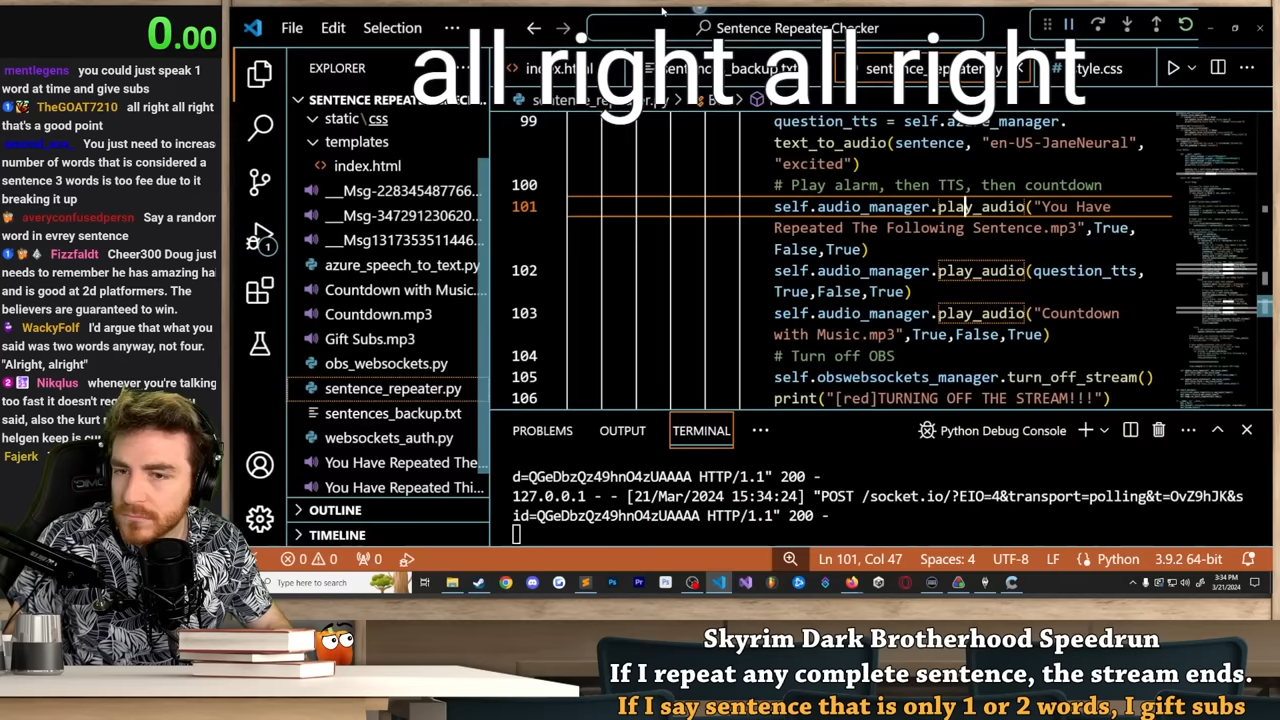 0.00
mentlegens you could just speak 1
word at time and give subs
TheGOAT7210 all right all right
that's a good point
You just need to increas
number of words that is considered a
sentence 3 words is too fee due to it
breaking it up
averyconfusedpersn Say a random
word in evrey sentence
Fizzfaldt Cheer300 Doug just
needs to remember he has amazing hai
and is good at 2d platformers. The
believers are guaranteed to win.
WackyFolf I'd argue that what you
said was two words anyway, not four.
"Alright, alright"
Nikqlus whenever you're talking
too fast it doesn't
said, also the kurt
helgen keep is
Fajerk
all right all right
File Edit Selection ...
Sentence Repeater Checker
EXPLORER
SENTENCE REPEATER CHEC...
static\css
templates
index.html
__Msg-228345487766...
__Msg-347291230620...
__Msg1317353511446...
azure_speech_to_text.py
Countdown with Music....
Countdown.mp3
Gift Subs.mp3
obs_websockets.py
sentence_repeater.py
sentences_backup.txt
websockets_auth.py
You Have Repeated The...
You Have Repeated Thi...
OUTLINE
TIMELINE
index.html
sentences_backup.txt
sentence_repeater.py
style.css
sentence_repeater.py
99
question_tts = self.azure_manager.
text_to_audio(sentence, "en-US-JaneNeural",
"excited")
100 # Play alarm, then TTS, then countdown
101 self.audio_manager.play_audio("You Have
Repeated The Following Sentence.mp3",True,
False,True)
102 self.audio_manager.play_audio(question_tts,
True,False,True)
103 self.audio_manager.play_audio("Countdown
with Music.mp3",True,False,True)
104 # Turn off OBS
105 self.obswebsockets_manager.turn_off_stream()
106 print("[red]TURNING OFF THE STREAM!!!")
PROBLEMS OUTPUT TERMINAL ... Python Debug Console
d=QGeDbzQz49hnO4zUAAAA HTTP/1.1" 200 -
127.0.0.1 - - [21/Mar/2024 15:34:24] "POST /socket.io/?EIO=4&transport=polling&t=OvZ9hJK&s
id=QGeDbzQz49hnO4zUAAAA HTTP/1.1" 200 -
0 0 0 Ln 101, Col 47 Spaces: 4 UTF-8 LF Python 3.9.2 64-bit
Type here to search
3:34 PM
3/21/2024
Skyrim Dark Brotherhood Speedrun
If I repeat any complete sentence, the stream ends.
If I say sentence that is only 1 or 2 words, I gift subs